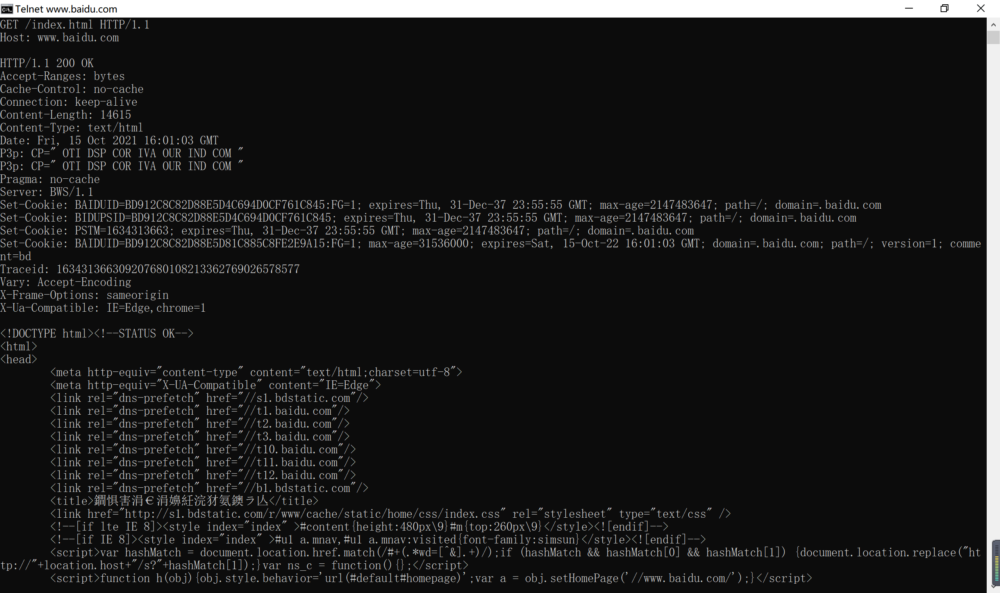 Telnet www.baidu.com
GET /index.html HTTP/1.1
Host: www.baidu.com
HTTP/1.1 200 OK
Accept-Ranges: bytes
Cache-Control: no-cache
Connection: keep-alive
Content-Length: 14615
Content-Type: text/html
Date: Fri, 15 Oct 2021 16:01:03 GMT
P3p: CP=" OTI DSP COR IVA OUR IND COM "
P3p: CP=" OTI DSP COR IVA OUR IND COM "
Pragma: no-cache
Server: BWS/1.1
Set-Cookie: BAIDUID=BD912C8C82D88E5D4C694D0CF761C845:FG=1; expires=Thu, 31-Dec-37 23:55:55 GMT; max-age=2147483647; path=/; domain=.baidu.com
Set-Cookie: BIDUPSID=BD912C8C82D88E5D4C694D0CF761C845; expires=Thu, 31-Dec-37 23:55:55 GMT; max-age=2147483647; path=/; domain=.baidu.com
Set-Cookie: PSTM=1634313663; expires=Thu, 31-Dec-37 23:55:55 GMT; max-age=2147483647; path=/; domain=.baidu.com
Set-Cookie: BAIDUID=BD912C8C82D88E5D81C885C8FE2E9A15:FG=1; max-age=31536000; expires=Sat, 15-Oct-22 16:01:03 GMT; domain=.baidu.com; path=/; version=1; comme
nt=bd
Traceid: 163431366309207680108213362769026578577
Vary: Accept-Encoding
X-Frame-Options: sameorigin
X-Ua-Compatible: IE=Edge,chrome=1
<!DOCTYPE html><!--STATUS OK-->
<html>
<head>
<meta http-equiv="content-type" content="text/html;charset=utf-8">
<meta http-equiv="X-UA-Compatible" content="IE=Edge">
<link rel="dns-prefetch" href="//s1.bdstatic.com"/>
<link rel="dns-prefetch" href="//t1.baidu.com"/>
<link rel="dns-prefetch" href="//t2.baidu.com"/>
<link rel="dns-prefetch" href="//t3.baidu.com"/>
<link rel="dns-prefetch" href="//t10.baidu.com"/>
<link rel="dns-prefetch" href="//t11.baidu.com"/>
<link rel="dns-prefetch" href="//t12.baidu.com"/>
<link rel="dns-prefetch" href="//b1.bdstatic.com"/>
<title>鐧惧害涓€涓嬶紝浣犲氨鐭ラ亾</title>
<link href="http://s1.bdstatic.com/r/www/cache/static/home/css/index.css" rel="stylesheet" type="text/css" />
<!--[if lte IE 8]><style index="index" >#content{height:480px\9}#m{top:260px\9}</style><![endif]-->
<!--[if IE 8]><style index="index" >#u1 a.mnav,#u1 a.mnav:visited{font-family:simsun}</style><![endif]-->
<script>var hashMatch = document.location.href.match(/#+(.*wd=[^&].+)/);if (hashMatch && hashMatch[0] && hashMatch[1]) {document.location.replace("ht
tp://"+location.host+"/s?"+hashMatch[1]);}var ns_c = function(){};</script>
<script>function h(obj){obj.style.behavior='url(#default#homepage)';var a = obj.setHomePage('//www.baidu.com/');}</script>